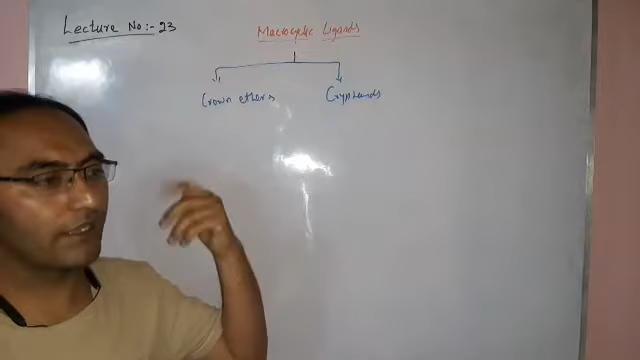 Lecture No:- 23
Macrocyclic Ligands
Crown ethers
Cryptands